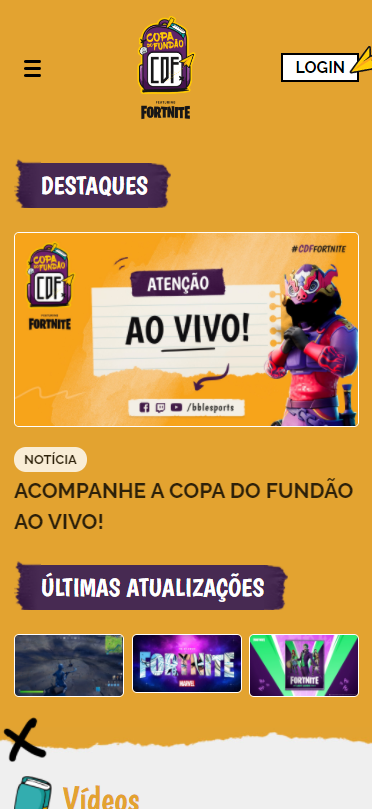 COPA
DO FUNDÃO
CDF
FEATURING
FORTNITE
LOGIN
DESTAQUES
COPA
DO FUNDÃO
CDF
FORTNITE
#CDFFORTNITE
ATENÇÃO
AO VIVO!
/bblesports
NOTÍCIA
ACOMPANHE A COPA DO FUNDÃO
AO VIVO!
ÚLTIMAS ATUALIZAÇÕES
FORTNITE
MARVEL
FORTNITE
Vídeos